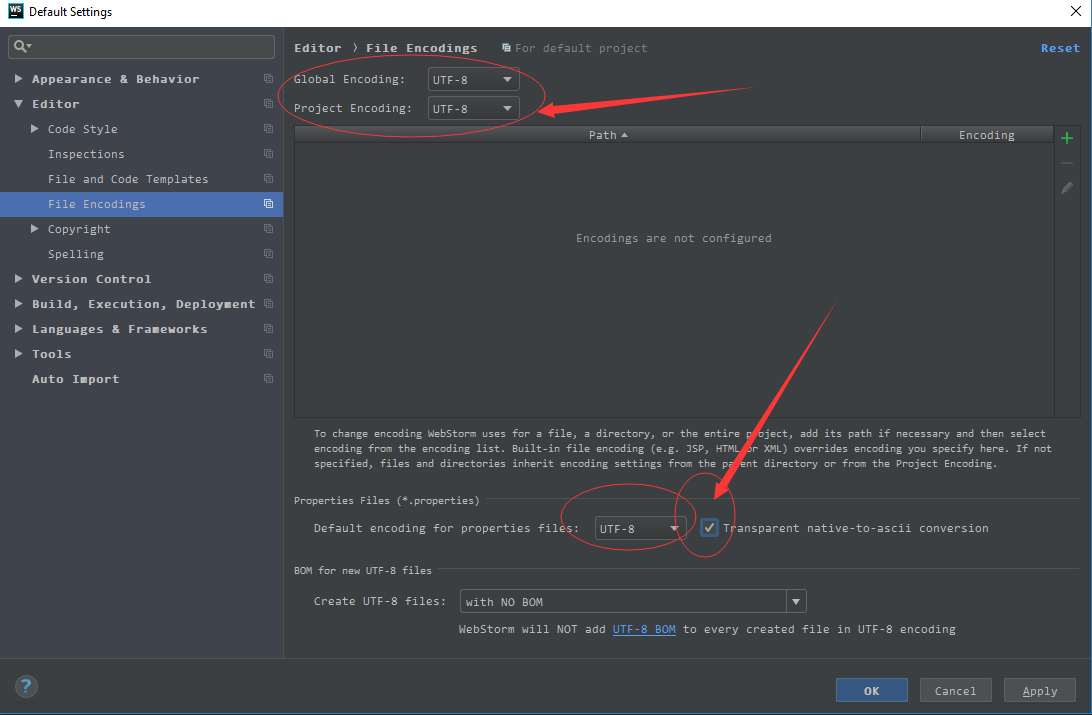 WS Default Settings
Editor › File Encodings For default project Reset
Appearance & Behavior
Editor
Code Style
Inspections
File and Code Templates
File Encodings
Copyright
Spelling
Version Control
Build, Execution, Deployment
Languages & Frameworks
Tools
Auto Import
Global Encoding: UTF-8
Project Encoding: UTF-8
Path Encoding
Encodings are not configured
To change encoding WebStorm uses for a file, a directory, or the entire project, add its path if necessary and then select
encoding from the encoding list. Built-in file encoding (e.g. JSP, HTML or XML) overrides encoding you specify here. If not
specified, files and directories inherit encoding settings from the parent directory or from the Project Encoding.
Properties Files (*.properties)
Default encoding for properties files: UTF-8 Transparent native-to-ascii conversion
BOM for new UTF-8 files
Create UTF-8 files: with NO BOM
WebStorm will NOT add UTF-8 BOM to every created file in UTF-8 encoding
? OK Cancel Apply